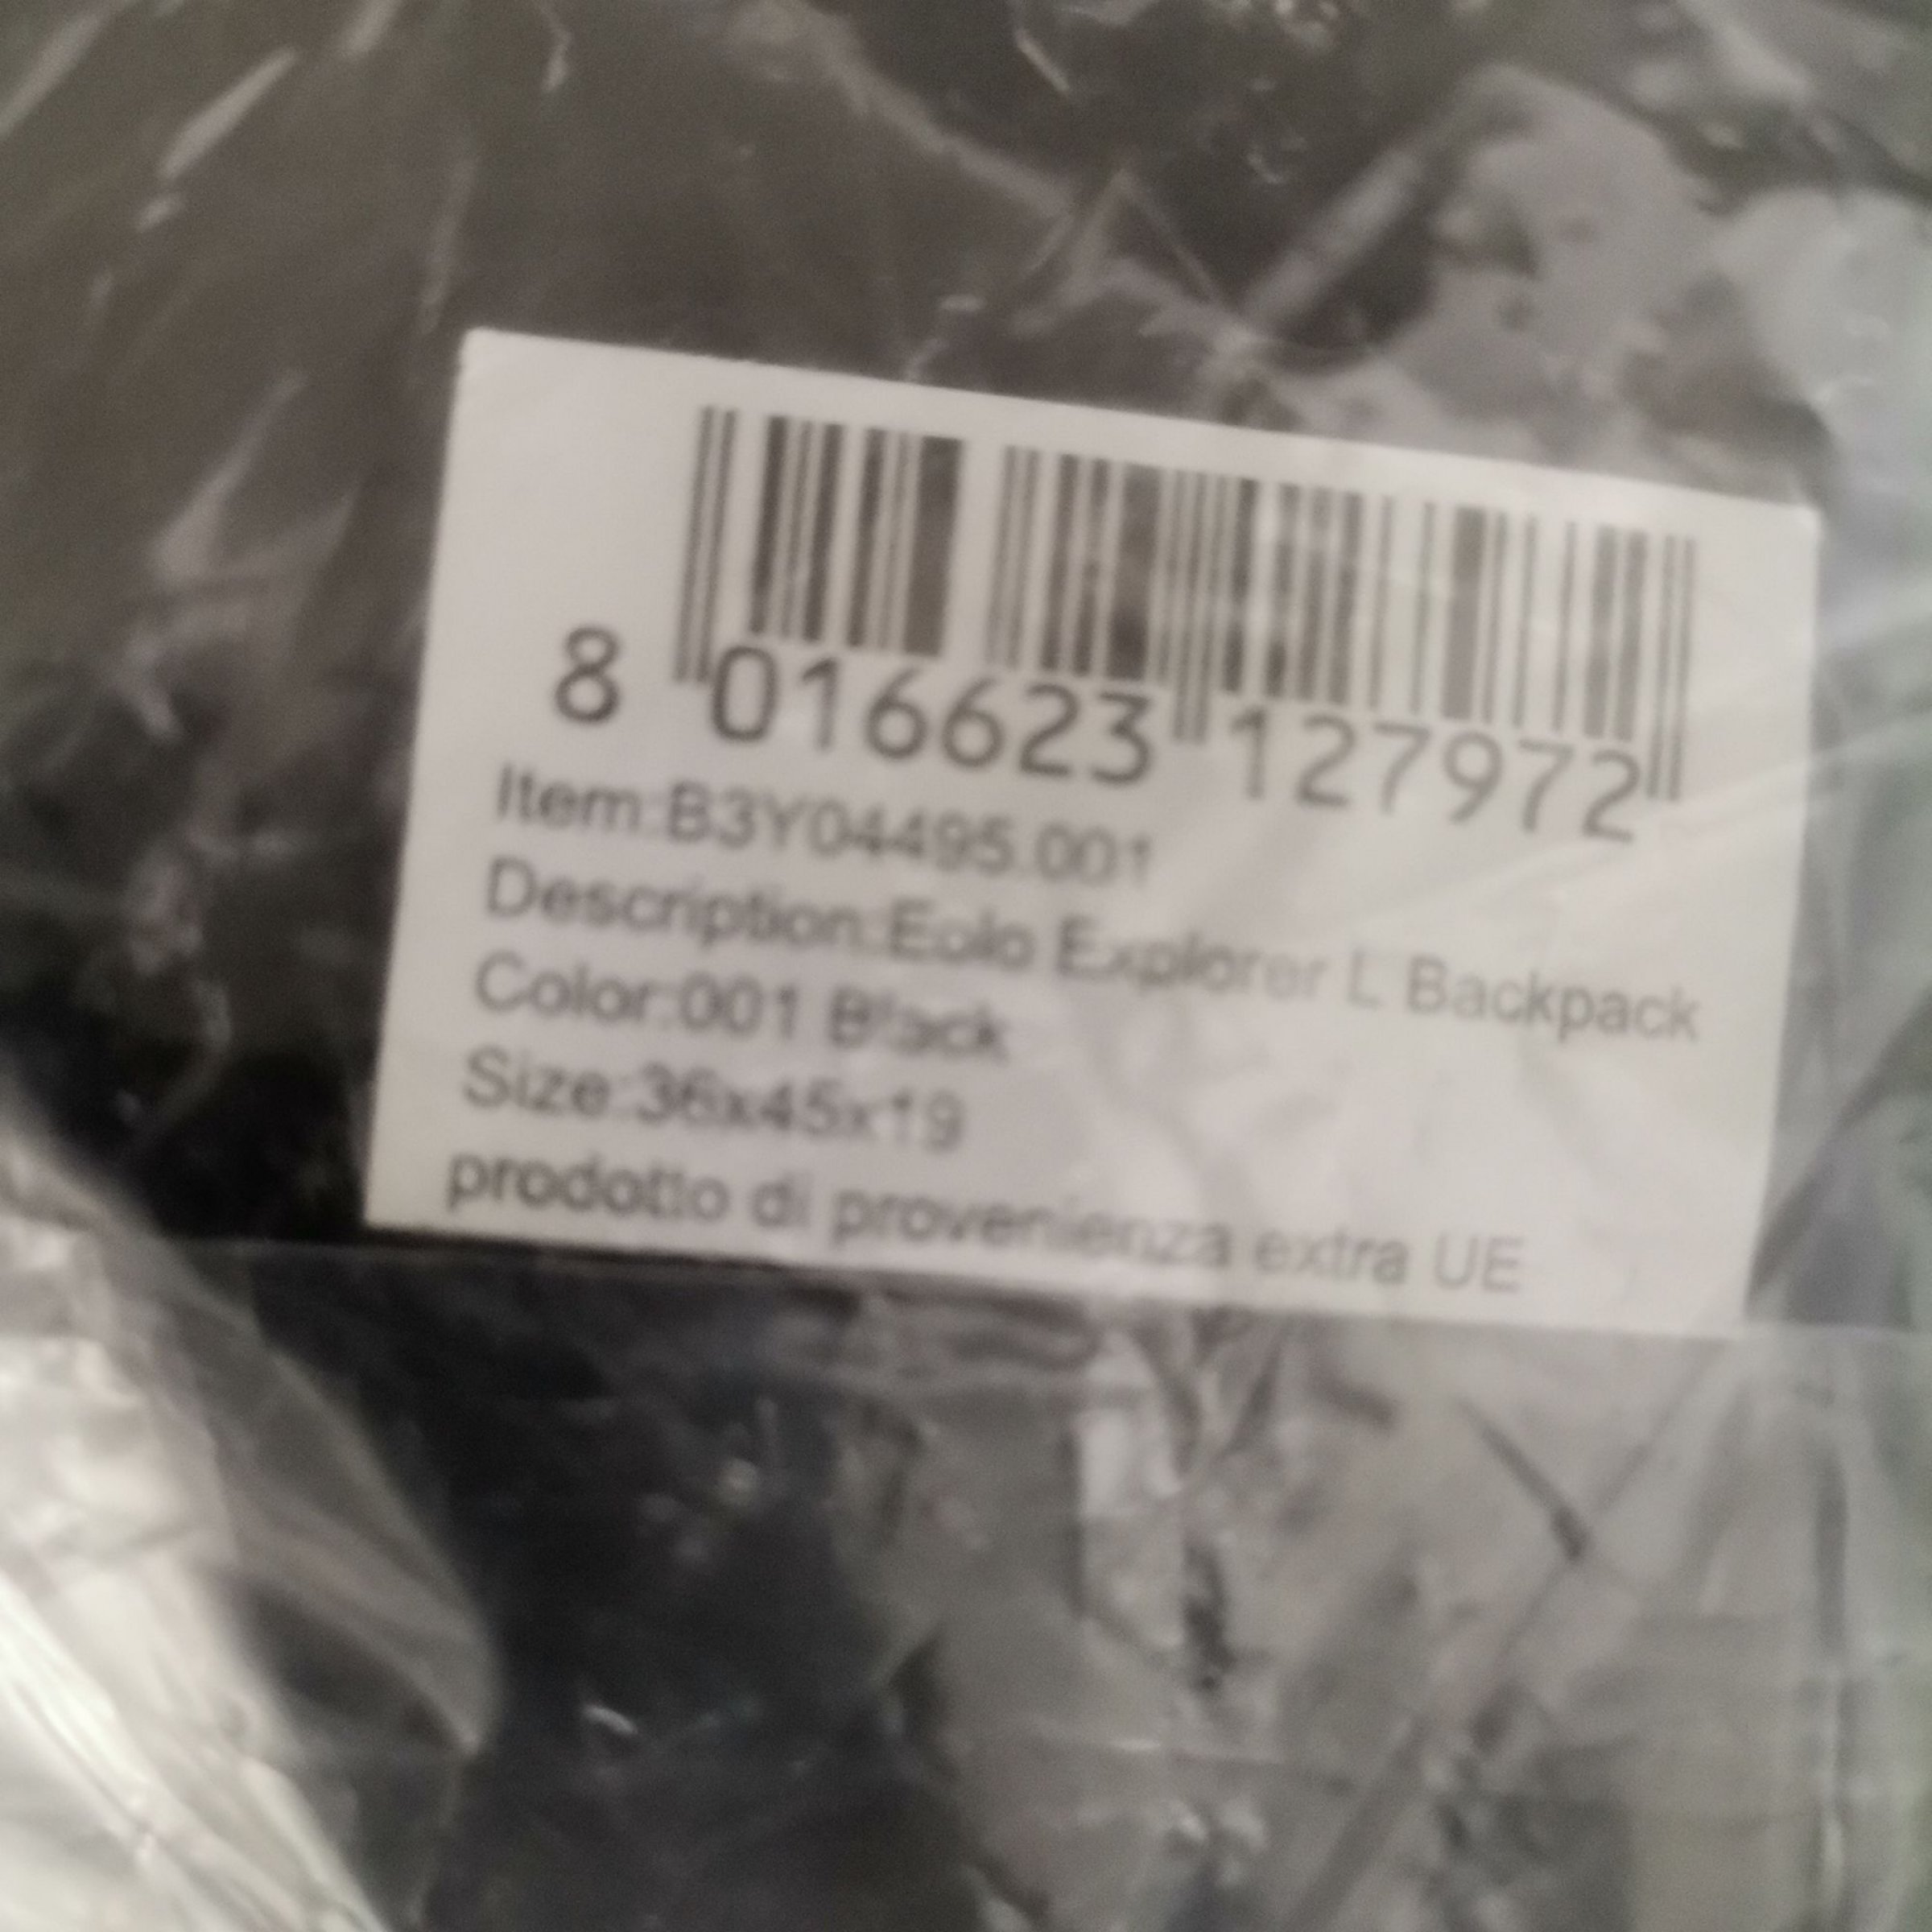 8 016623 127972
Item:B3Y04495.001
Description:Eolo Explorer L Backpack
Color:001 Black
Size:36x45x19
prodotto di provenienza extra UE